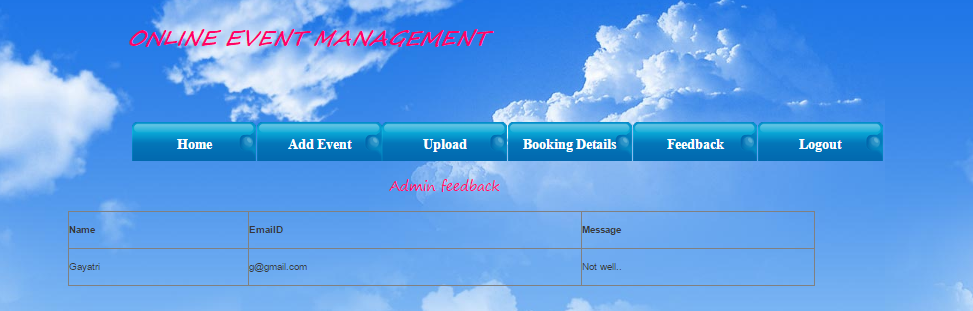 ONLINE EVENT MANAGEMENT
Home Add Event Upload Booking Details Feedback Logout
Admin feedback
Name EmailD Message
Gayatri g@gmail.com Not well..